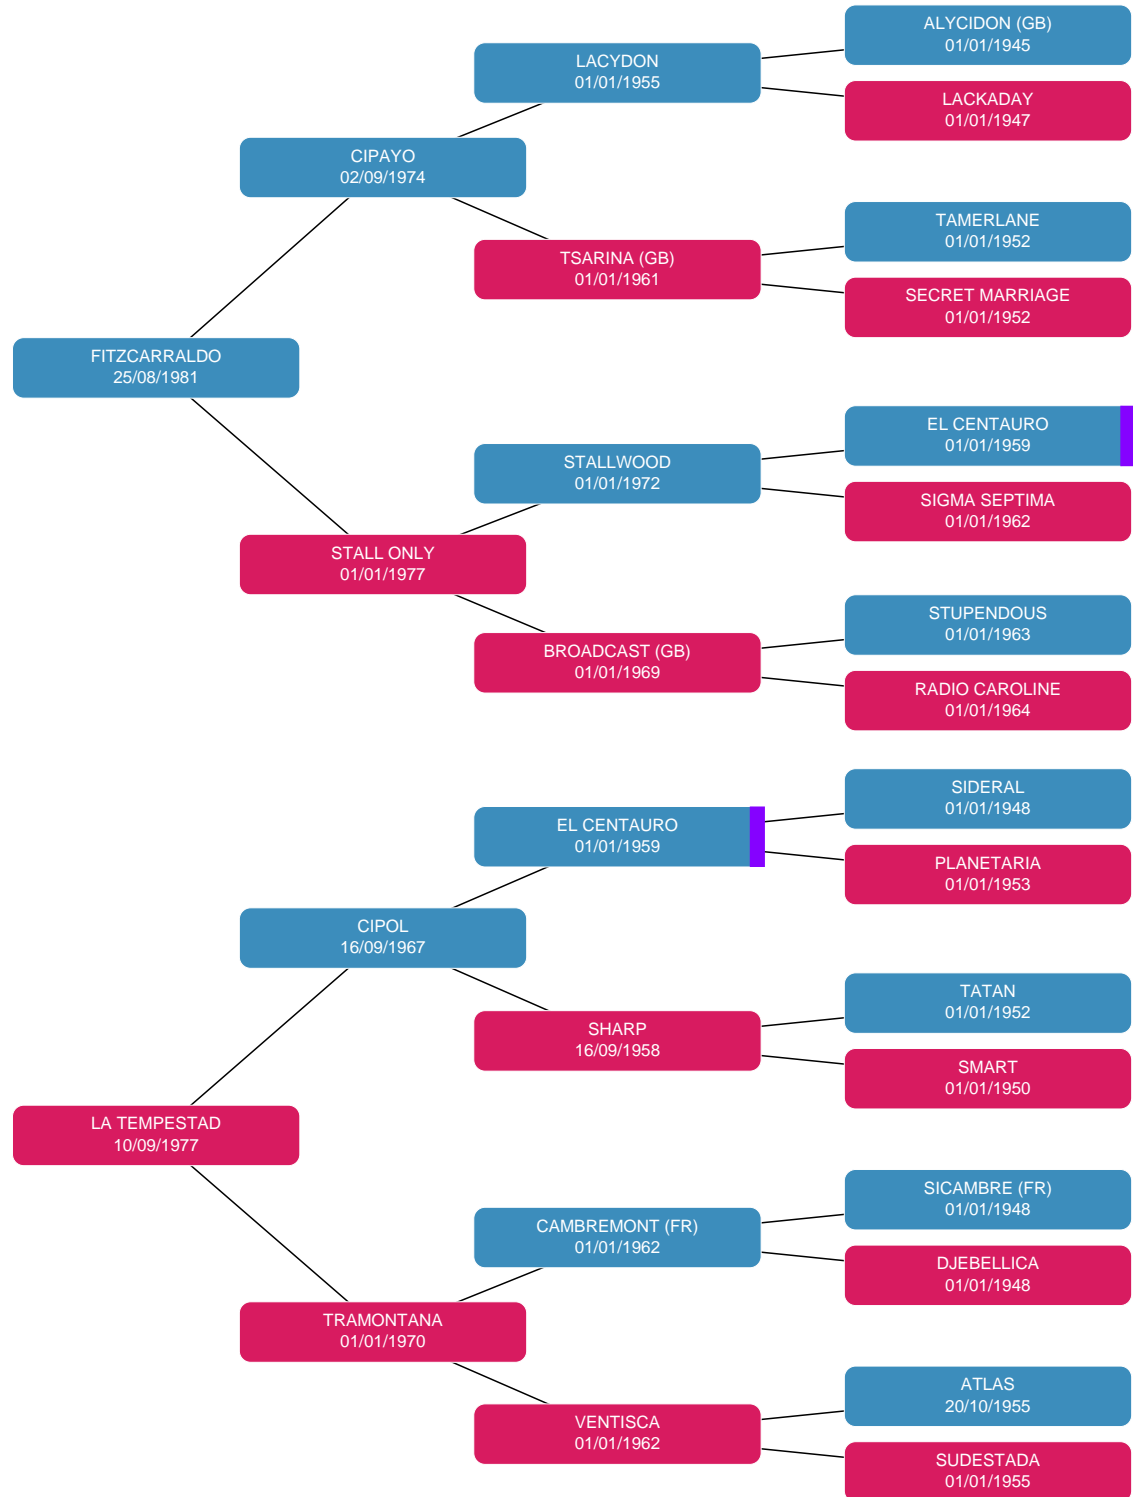 ALYCIDON (GB)
01/01/1945
LACYDON
01/01/1955
LACKADAY
01/01/1947
CIPAYO
02/09/1974
TAMERLANE
01/01/1952
TSARINA (GB)
01/01/1961
SECRET MARRIAGE
01/01/1952
FITZCARRALDO
25/08/1981
EL CENTAURO
01/01/1959
STALLWOOD
01/01/1972
SIGMA SEPTIMA
01/01/1962
STALL ONLY
01/01/1977
STUPENDOUS
01/01/1963
BROADCAST (GB)
01/01/1969
RADIO CAROLINE
01/01/1964
SIDERAL
01/01/1948
EL CENTAURO
01/01/1959
PLANETARIA
01/01/1953
CIPOL
16/09/1967
TATAN
01/01/1952
SHARP
16/09/1958
SMART
01/01/1950
LA TEMPESTAD
10/09/1977
SICAMBRE (FR)
01/01/1948
CAMBREMONT (FR)
01/01/1962
DJEBELLICA
01/01/1948
TRAMONTANA
01/01/1970
ATLAS
20/10/1955
VENTISCA
01/01/1962
SUDESTADA
01/01/1955